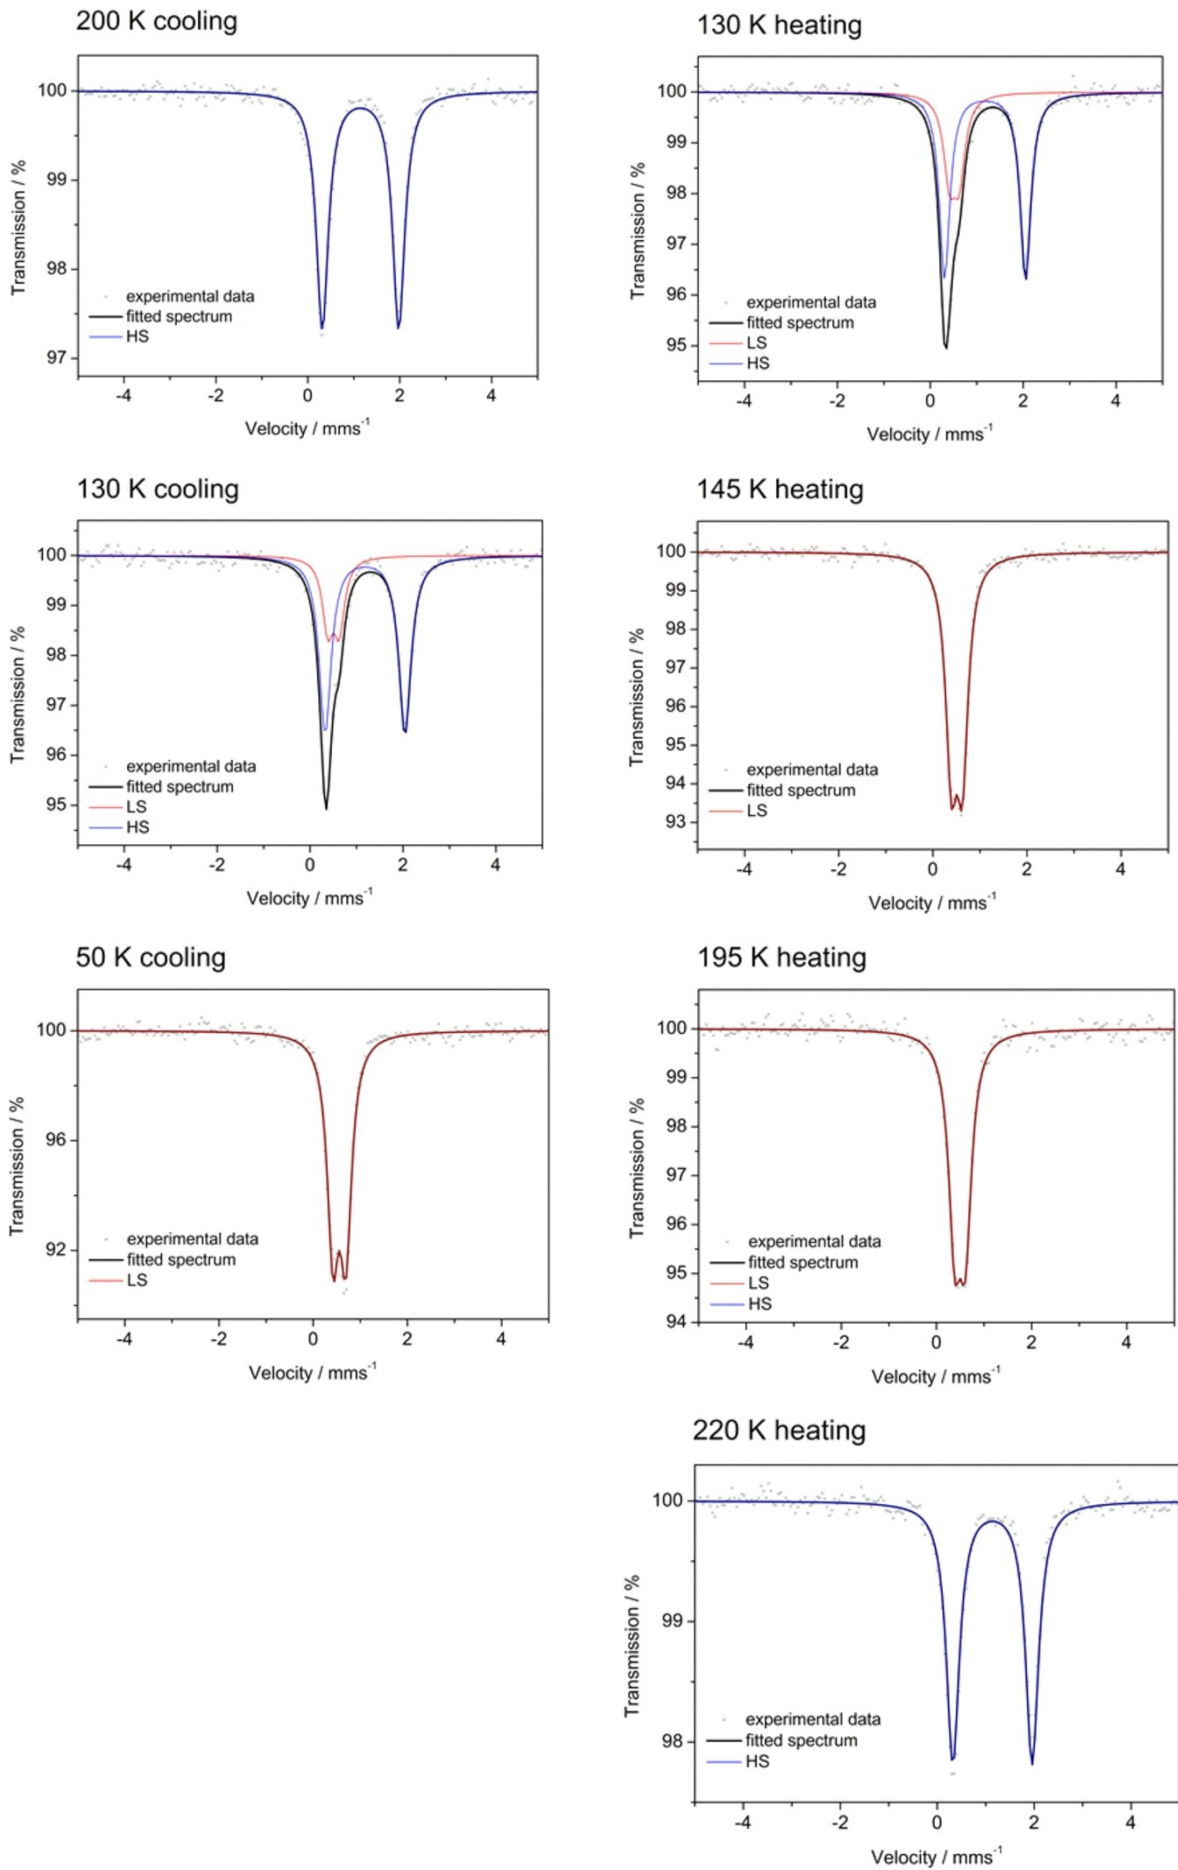 200 K cooling
100
99
98
97
Transmission / %
experimental data
fitted spectrum
HS
-4
-2
0
2
4
Velocity / mms⁻¹
130 K heating
100
99
98
97
96
95
Transmission / %
experimental data
fitted spectrum
LS
HS
-4
-2
0
2
4
Velocity / mms⁻¹
130 K cooling
100
99
98
97
96
95
Transmission / %
experimental data
fitted spectrum
LS
HS
-4
-2
0
2
4
Velocity / mms⁻¹
145 K heating
100
99
98
97
96
95
94
93
Transmission / %
experimental data
fitted spectrum
LS
-4
-2
0
2
4
Velocity / mms⁻¹
50 K cooling
100
96
92
Transmission / %
experimental data
fitted spectrum
LS
-4
-2
0
2
4
Velocity / mms⁻¹
195 K heating
100
99
98
97
96
95
94
Transmission / %
experimental data
fitted spectrum
LS
HS
-4
-2
0
2
4
Velocity / mms⁻¹
220 K heating
100
99
98
Transmission / %
experimental data
fitted spectrum
HS
-4
-2
0
2
4
Velocity / mms⁻¹